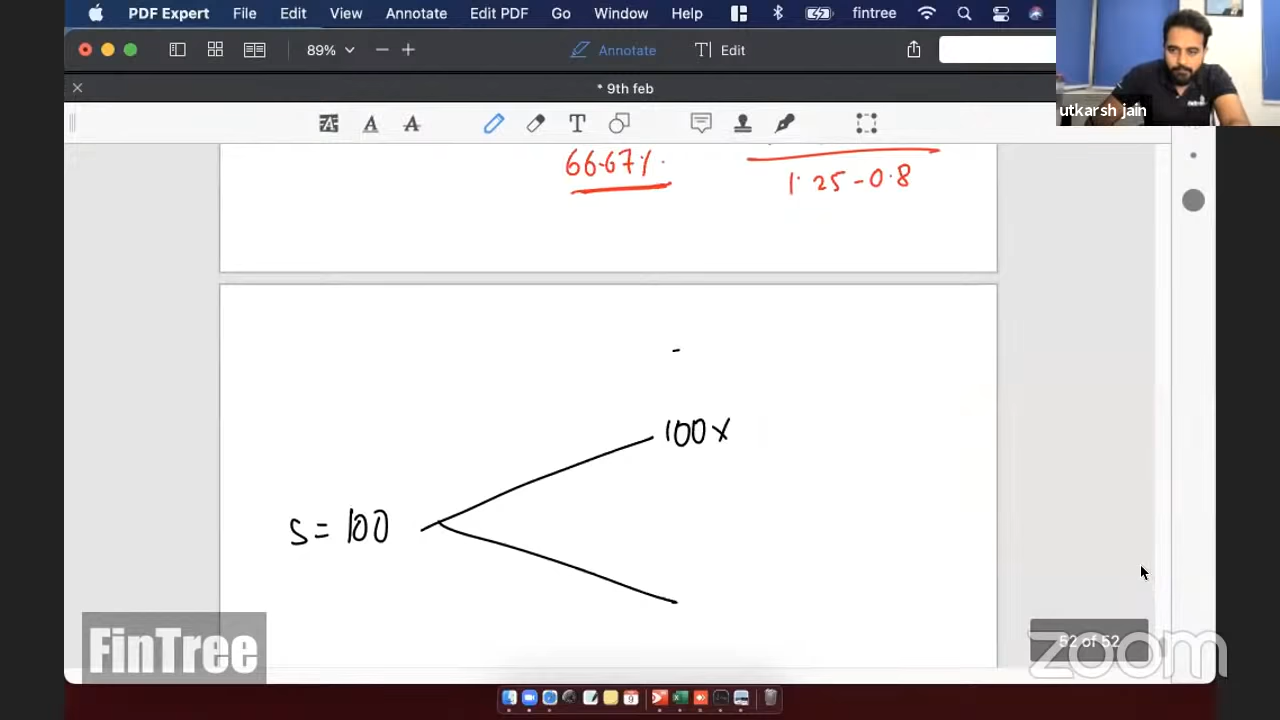 PDF Expert File Edit View Annotate Edit PDF Go Window Help fintree
89% Annotate Edit
* 9th feb
utkarsh jain
66.67%.
1.25-0.8
100x
S = 100
52 of 52
FinTree
zoom